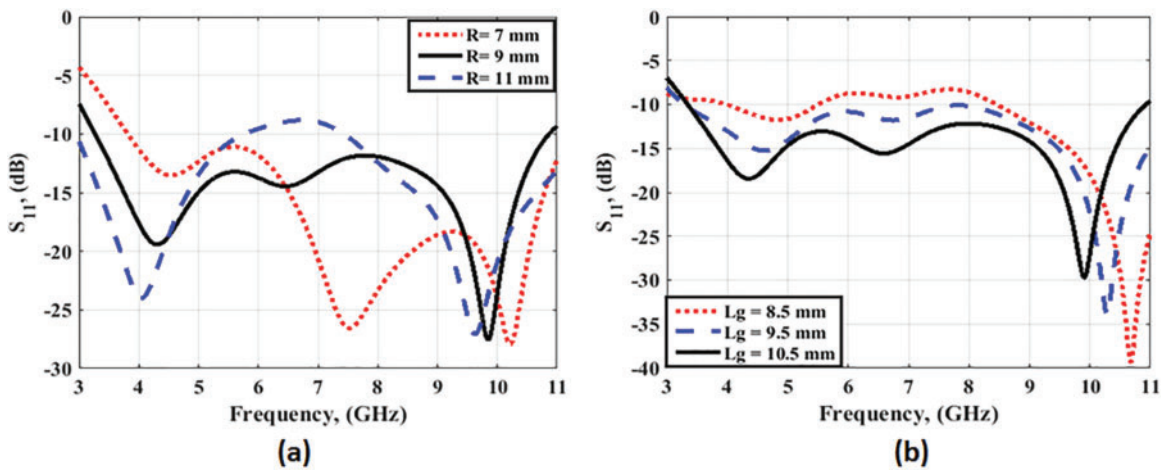 0
-5
-10
-15
-20
-25
-30
S11, (dB)
R= 7 mm
R= 9 mm
R= 11 mm
3 4 5 6 7 8 9 10 11
Frequency, (GHz)
(a)
0
-5
-10
-15
-20
-25
-30
-35
-40
S11, (dB)
Lg = 8.5 mm
Lg = 9.5 mm
Lg = 10.5 mm
3 4 5 6 7 8 9 10 11
Frequency, (GHz)
(b)